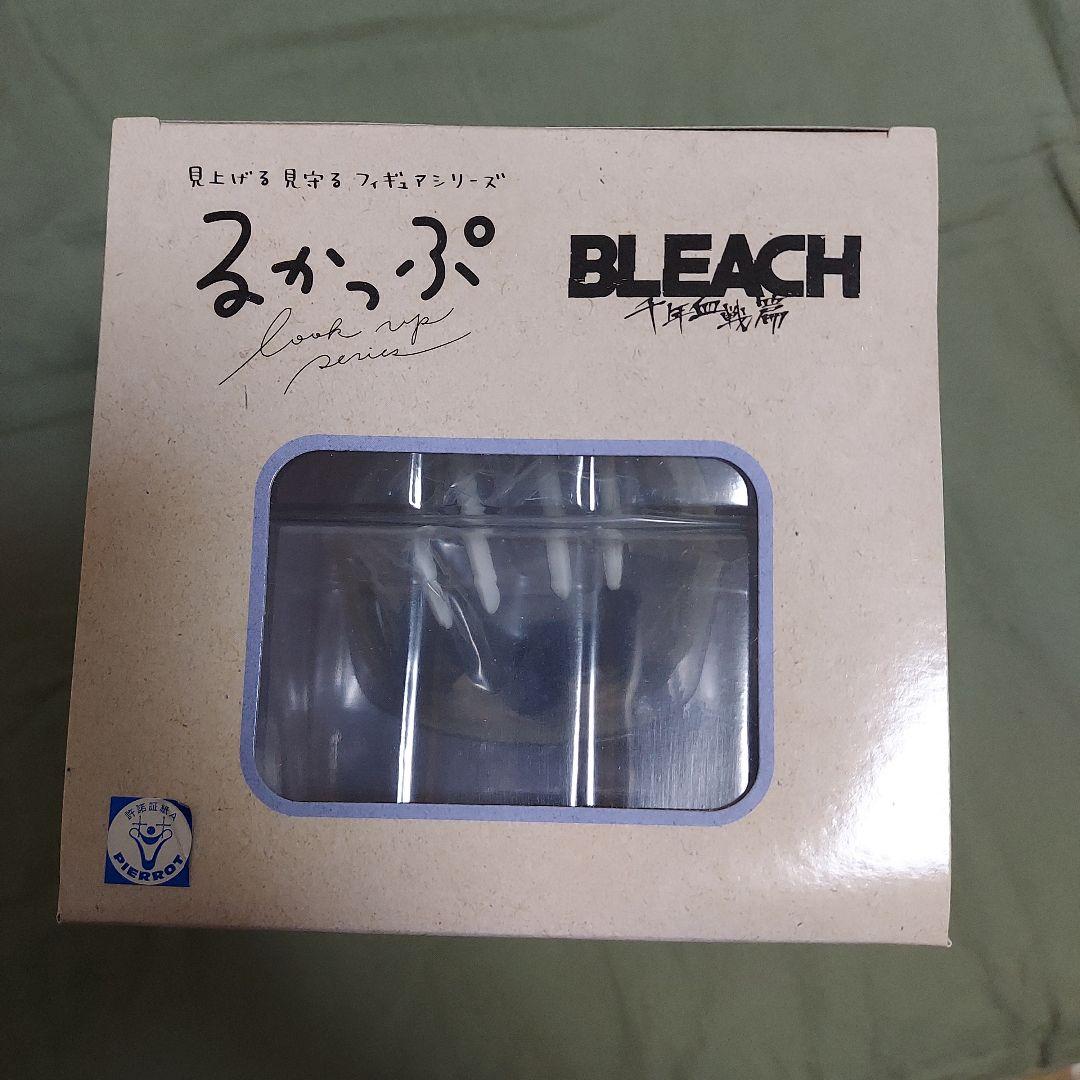 見上げる 見守る フィギュアシリーズ
るかっぷ
look up
series
BLEACH
千年血戦篇
許諾証紙A
PIERROT